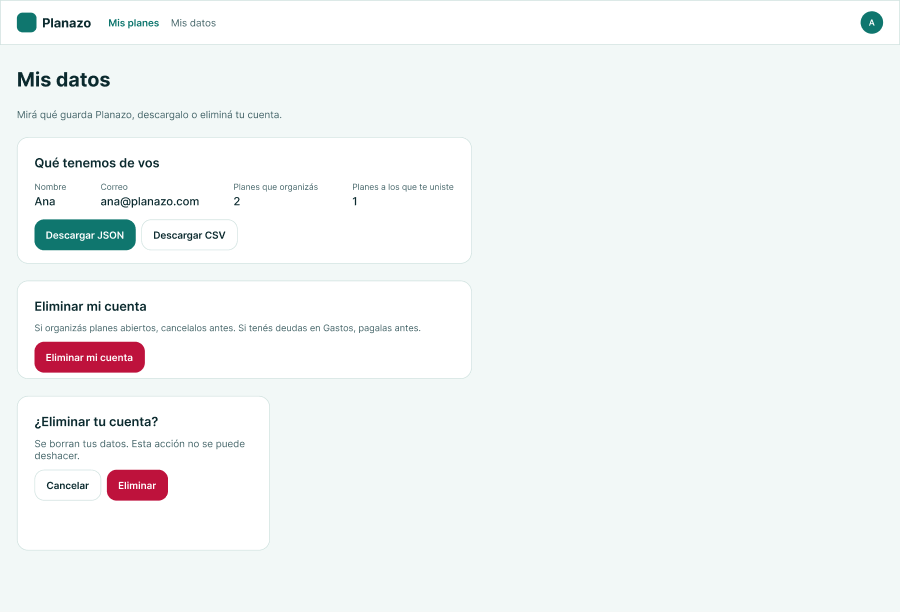 Planazo Mis planes Mis datos A
Mis datos
Mirá qué guarda Planazo, descargalo o eliminá tu cuenta.
Qué tenemos de vos
Nombre Correo Planes que organizás Planes a los que te uniste
Ana ana@planazo.com 2 1
Descargar JSON Descargar CSV
Eliminar mi cuenta
Si organizás planes abiertos, cancelalos antes. Si tenés deudas en Gastos, pagalas antes.
Eliminar mi cuenta
¿Eliminar tu cuenta?
Se borran tus datos. Esta acción no se puede
deshacer.
Cancelar Eliminar